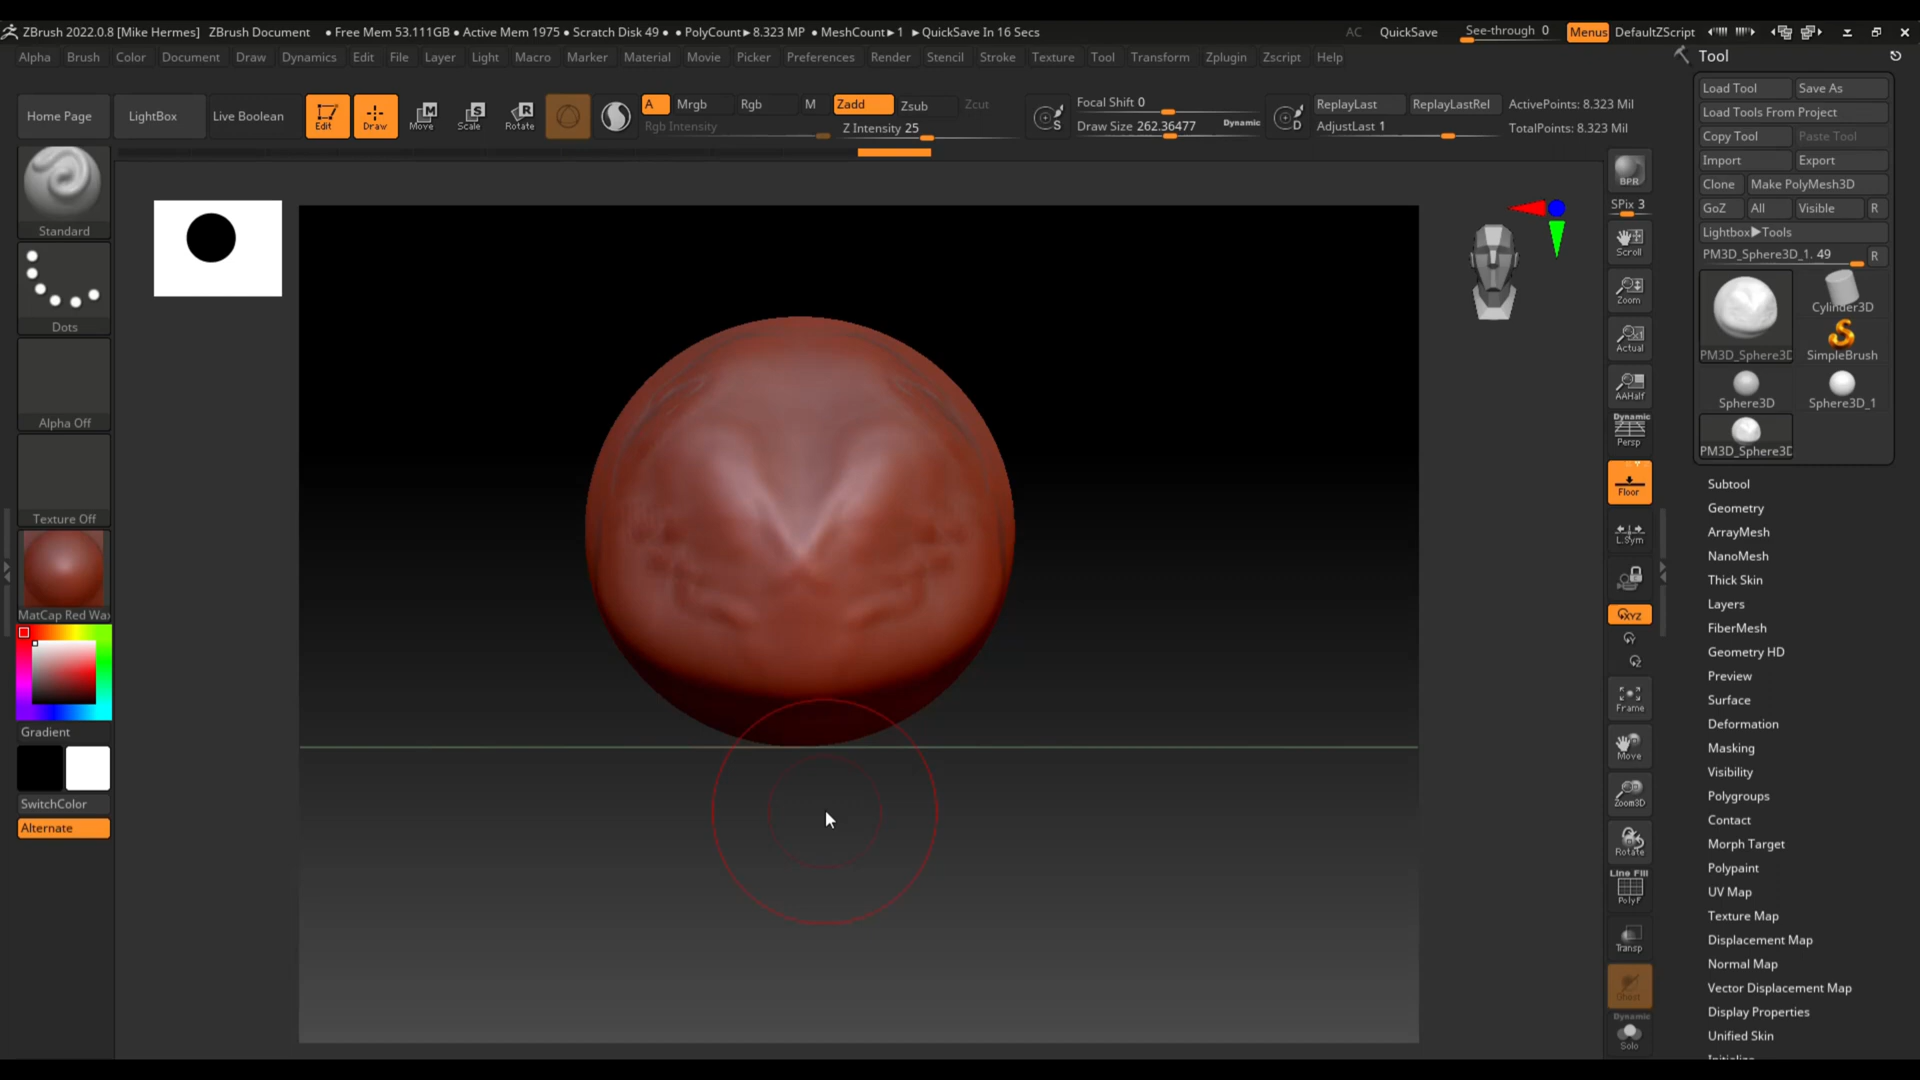 ZBrush 2022.0.8 [Mike Hermes] ZBrush Document • Free Mem 53.111GB • Active Mem 1975 • Scratch Disk 49 • • PolyCount▶8.323 MP • MeshCount▶1 ▶QuickSave In 16 Secs AC QuickSave See-through 0 Menus DefaultZScript
Alpha Brush Color Document Draw Dynamics Edit File Layer Light Macro Marker Material Movie Picker Preferences Render Stencil Stroke Texture Tool Transform Zplugin Zscript Help
Home Page LightBox Live Boolean Edit Draw Move Scale Rotate
M S R
A Mrgb Rgb M Zadd Zsub Zcut
Rgb Intensity Z Intensity 25
S Focal Shift 0
Draw Size 262.36477 Dynamic
D ReplayLast ReplayLastRel
AdjustLast 1
ActivePoints: 8.323 Mil
TotalPoints: 8.323 Mil
Standard
Dots
Alpha Off
Texture Off
MatCap Red Wax
Gradient
SwitchColor
Alternate
BPR
SPix 3
Scroll
Zoom
Actual
AAHalf
Dynamic
Persp
Floor
L.Sym
XYZ
Y
Z
Frame
Move
Zoom3D
Rotate
Line Fill
PolyF
Transp
Ghost
Dynamic
Solo
Tool
Load Tool Save As
Load Tools From Project
Copy Tool Paste Tool
Import Export
Clone Make PolyMesh3D
GoZ All Visible R
Lightbox▶Tools
PM3D_Sphere3D_1. 49 R
PM3D_Sphere3D Cylinder3D
SimpleBrush
Sphere3D Sphere3D_1
PM3D_Sphere3D
Subtool
Geometry
ArrayMesh
NanoMesh
Thick Skin
Layers
FiberMesh
Geometry HD
Preview
Surface
Deformation
Masking
Visibility
Polygroups
Contact
Morph Target
Polypaint
UV Map
Texture Map
Displacement Map
Normal Map
Vector Displacement Map
Display Properties
Unified Skin